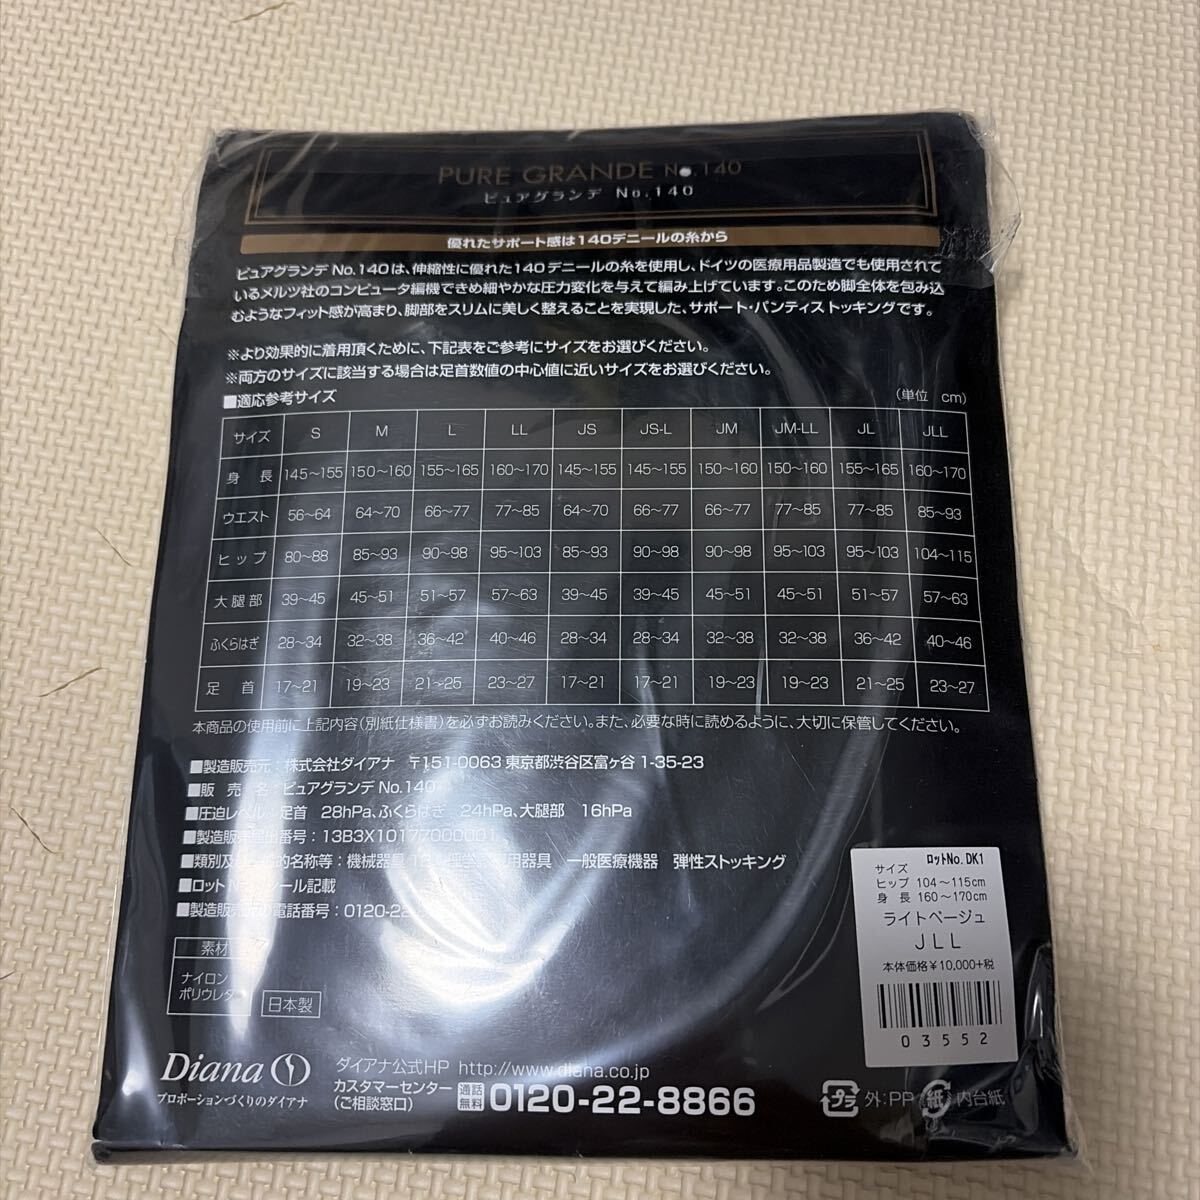 PURE GRANDE No.140
ピュアグランデ No.140
優れたサポート感は140デニールの糸から
ピュアグランデ No.140は、伸縮性に優れた140デニールの糸を使用し、ドイツの医療用品製造でも使用されて
いるメルツ社のコンピュータ編機できめ細やかな圧力変化を与えて編み上げています。このため脚全体を包み込
むようなフィット感が高まり、脚部をスリムに美しく整えることを実現した、サポート・パンティストッキングです。
※より効果的に着用頂くために、下記表をご参考にサイズをお選びください。
※両方のサイズに該当する場合は足首数値の中心値に近いサイズをお選びください。
■適応参考サイズ (単位 cm)
サイズ S M L LL JS JS-L JM JM-LL JL JLL
身長 145~155 150~160 155~165 160~170 145~155 145~155 150~160 150~160 155~165 160~170
ウエスト 56~64 64~70 66~77 77~85 64~70 66~77 66~77 77~85 77~85 85~93
ヒップ 80~88 85~93 90~98 95~103 85~93 90~98 90~98 95~103 95~103 104~115
大腿部 39~45 45~51 51~57 57~63 39~45 39~45 45~51 45~51 51~57 57~63
ふくらはぎ 28~34 32~38 36~42 40~46 28~34 28~34 32~38 32~38 36~42 40~46
足首 17~21 19~23 21~25 23~27 17~21 17~21 19~23 19~23 21~25 23~27
本商品の使用前に上記内容(別紙仕様書)を必ずお読みください。また、必要な時に読めるように、大切に保管してください。
■製造販売元:株式会社ダイアナ 〒151-0063 東京都渋谷区富ヶ谷 1-35-23
■販売名:ピュアグランデ No.140
■圧迫レベル:足首 28hPa、ふくらはぎ 24hPa、大腿部 16hPa
■製造販売届出番号:13B3X10177000001
■類別及び 的名称等:機械器具 用器具 一般医療機器 弾性ストッキング
■ロット シール記載
■製造販売元の電話番号:0120-22
素材
ナイロン
ポリウレタ
日本製
Diana
プロポーションづくりのダイアナ
ダイアナ公式HP http://www.diana.co.jp
カスタマーセンター
(ご相談窓口)
通話
無料
0120-22-8866
プラ 外:PP 紙 内台紙
ロットNo. DK1
サイズ
ヒップ 104~115cm
身長 160~170cm
ライトベージュ
JLL
本体価格¥10,000+税
03552